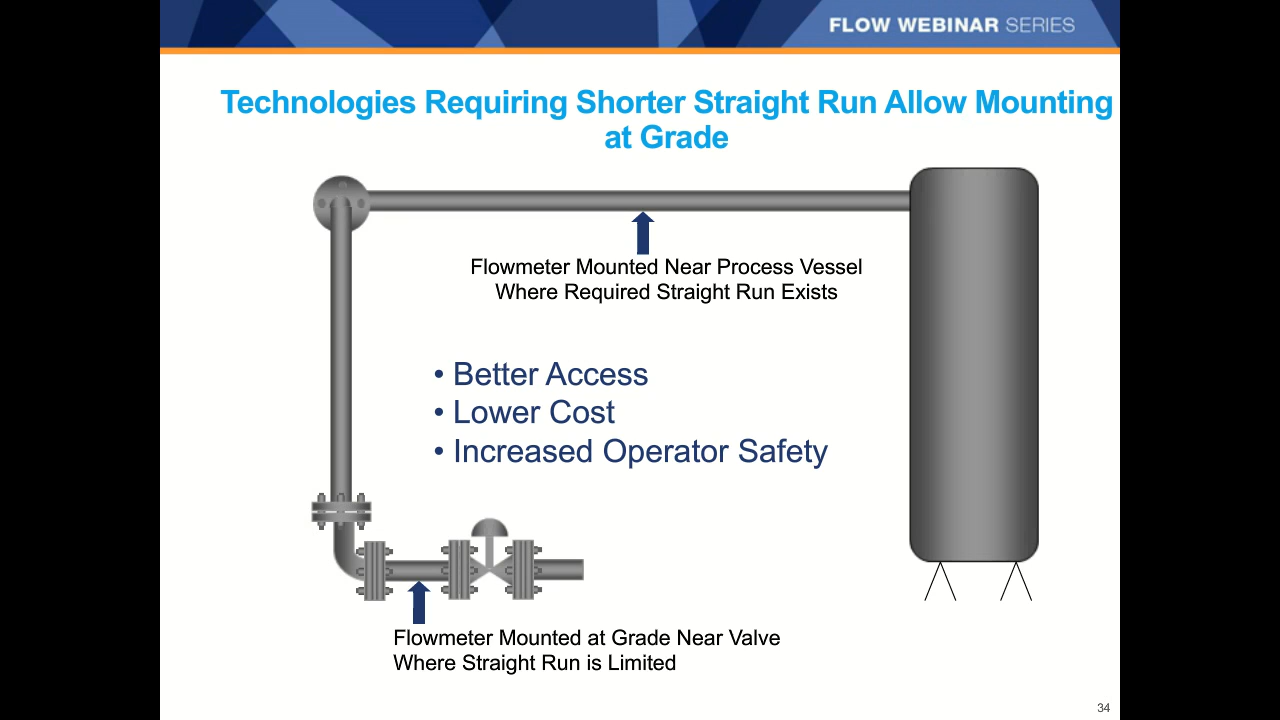 FLOW WEBINAR SERIES
Technologies Requiring Shorter Straight Run Allow Mounting
at Grade
Flowmeter Mounted Near Process Vessel
Where Required Straight Run Exists
• Better Access
• Lower Cost
• Increased Operator Safety
Flowmeter Mounted at Grade Near Valve
Where Straight Run is Limited
34